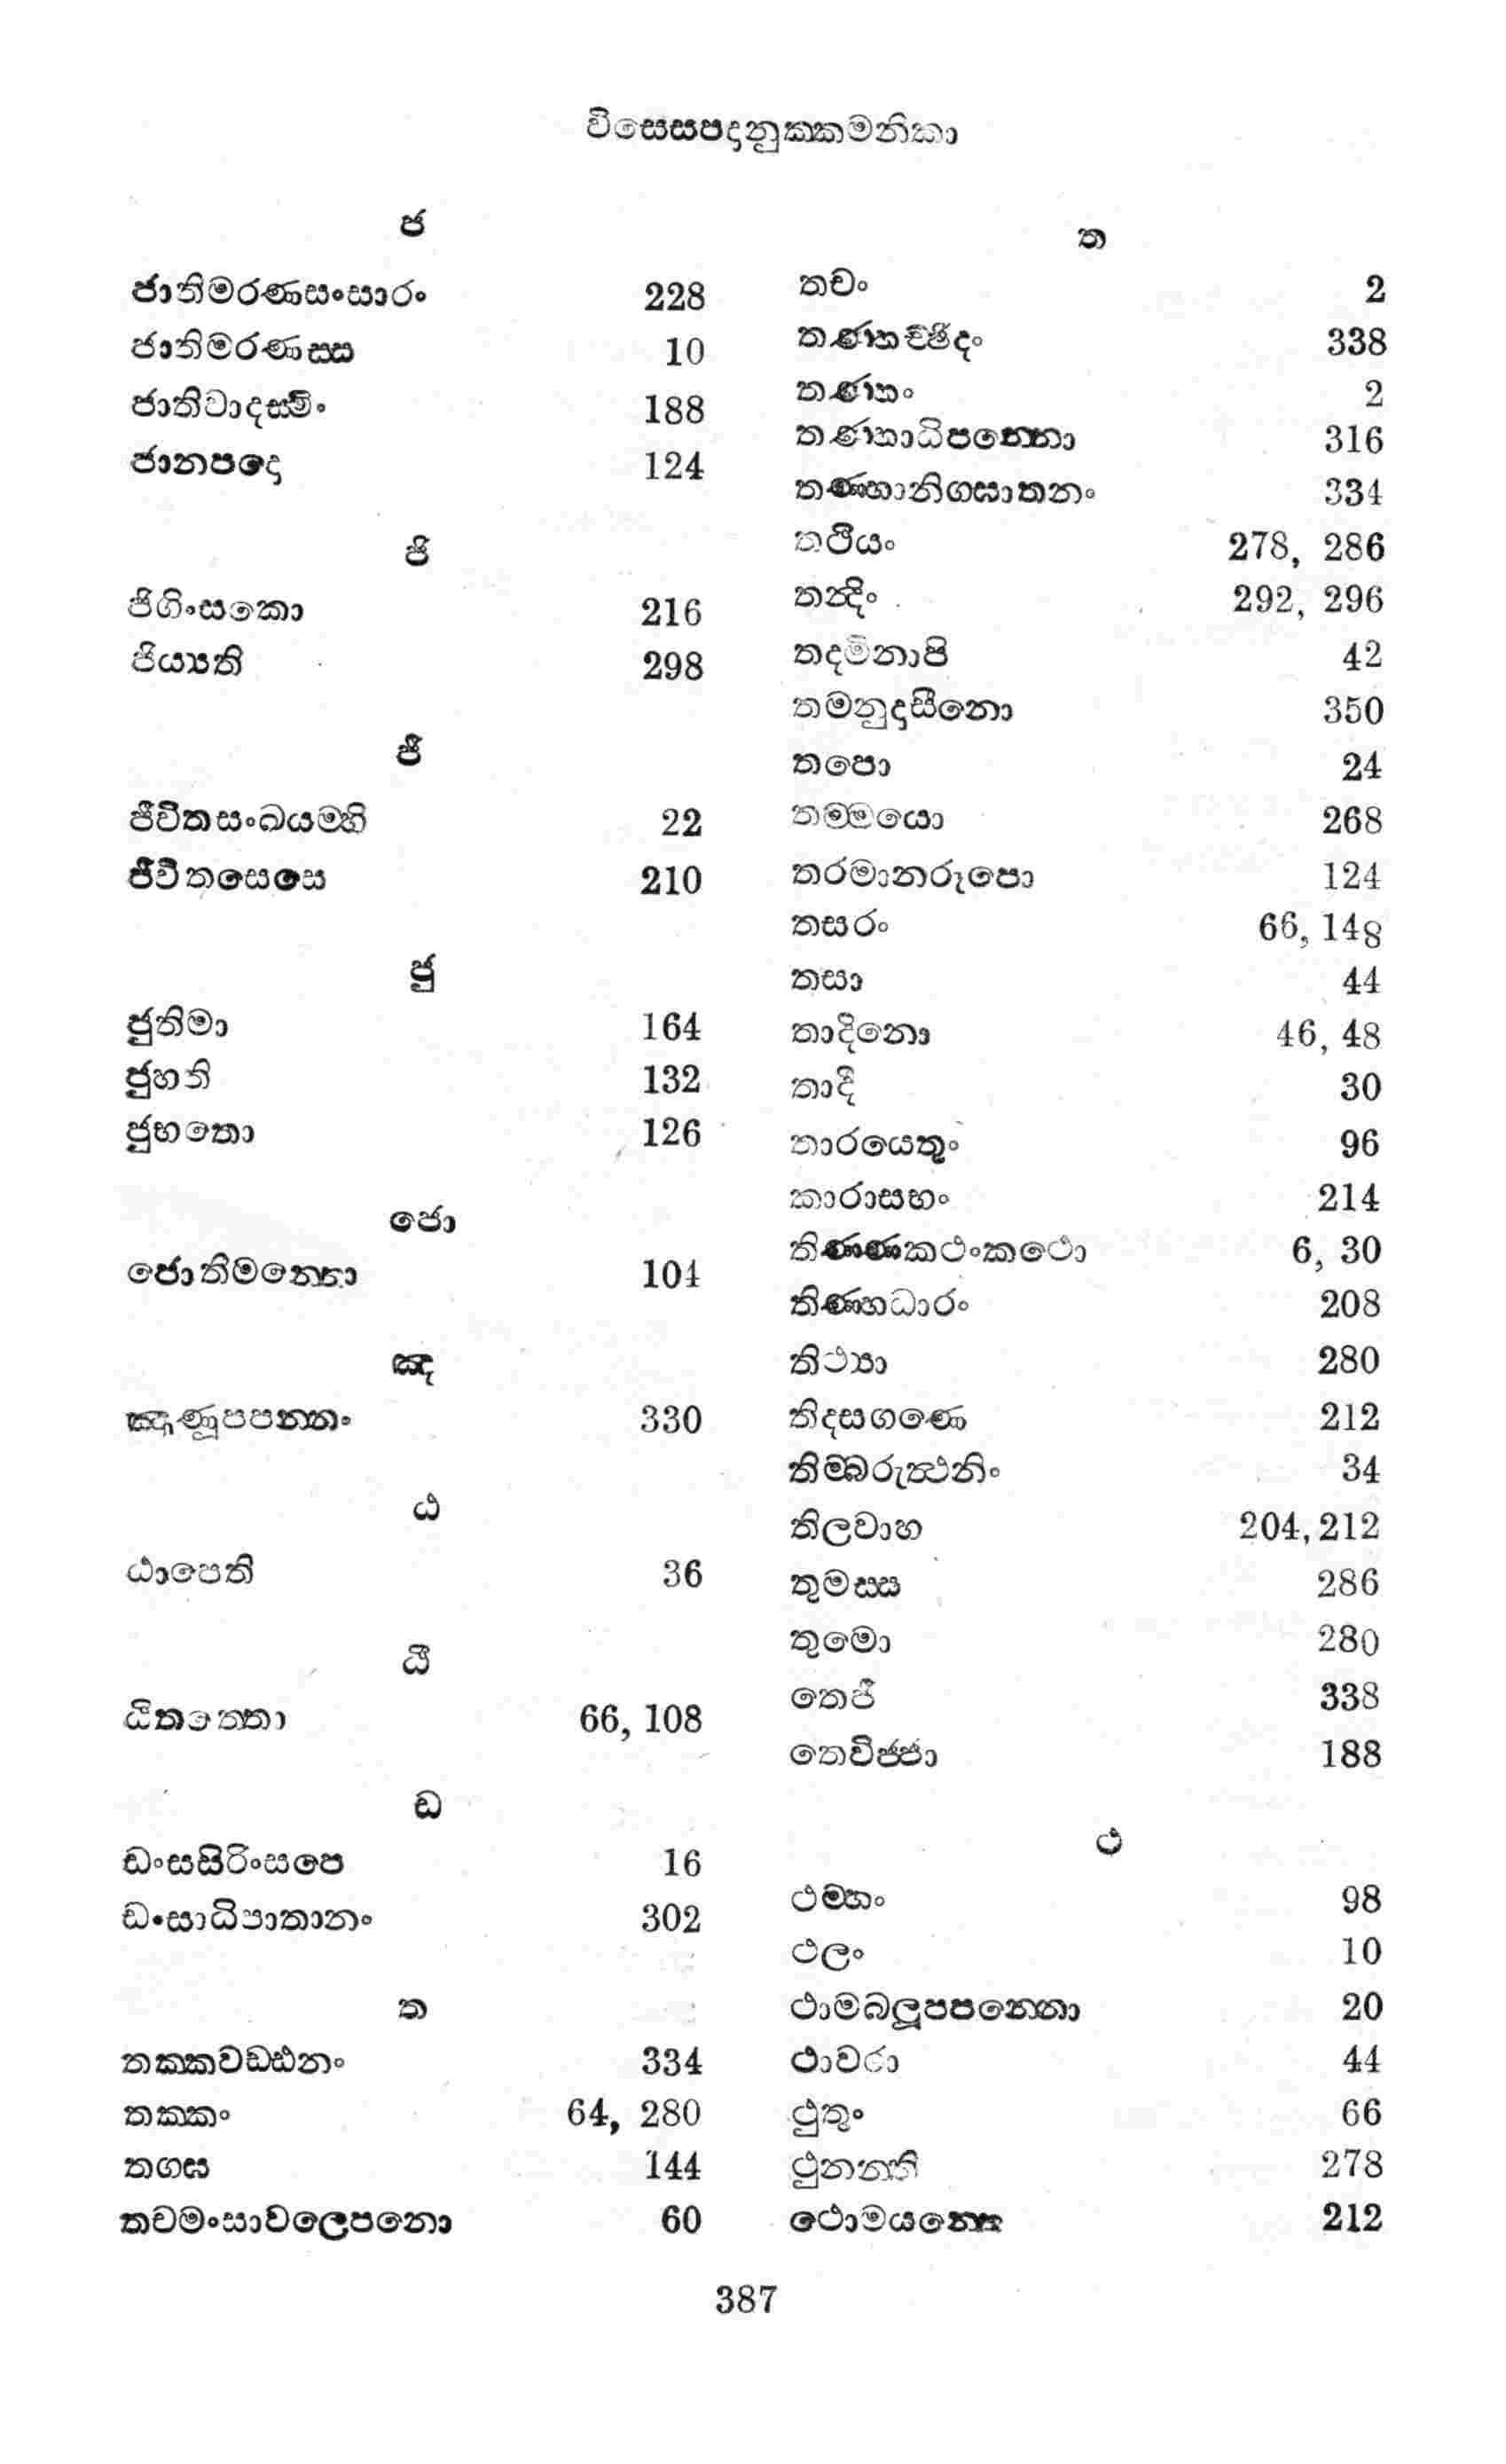 විසෙසපදානුක්කමනිකා
ජ
ජාතිමරණසංසාරං 228
ජාතිමරණස්ස 10
ජාතිවාදස්මිං 188
ජානපදො 124
ජි
ජිගිංසකො 216
ජිය්‍යති 298
ජී
ජීවිතසංඛයම්හි 22
ජීවිතසෙසෙ 210
ජු
ජුතිමා 164
ජුහති 132
ජුහතො 126
ජො
ජොතිමන්තො 104
ඤ
ඤාණූපපන්නං 330
ඨ
ඨාපෙති 36
ඨි
ඨිතත්තො 66, 108
ඩ
ඩංසසිරිංසපෙ 16
ඩංසාධිපාතානං 302
ත
තක්කවඩ්ඪනං 334
තක්කං 64, 280
තගඝ 144
තචමංසාවලෙපනො 60
ත
තචං 2
තණ්හච්ඡිදං 338
තණ්හං 2
තණ්හාධිපන්නො 316
තණ්හානිගඝාතනං 334
තථියං 278, 286
තන්දිං 292, 296
තදමිනාපි 42
තමනුදාසීනො 350
තපො 24
තම්මයො 268
තරමානරූපො 124
තසරං 66, 148
තසා 44
තාදිනො 46, 48
තාදී 30
තාරයෙතුං 96
කාරාසභං 214
තිණ්ණකථංකථො 6, 30
තිණ්හධාරං 208
තිථ්‍යා 280
තිදසගණෙ 212
තිම්බරුත්ථනිං 34
තිලවාහ 204, 212
තුමස්ස 286
තුමො 280
තෙජී 338
තෙවිජ්ජා 188
ථ
ථම්හං 98
ථලං 10
ථාමබලූපපන්නො 20
ථාවරා 44
ථුතුං 66
ථුනන්ති 278
ථොමයන්තෙ 212
387